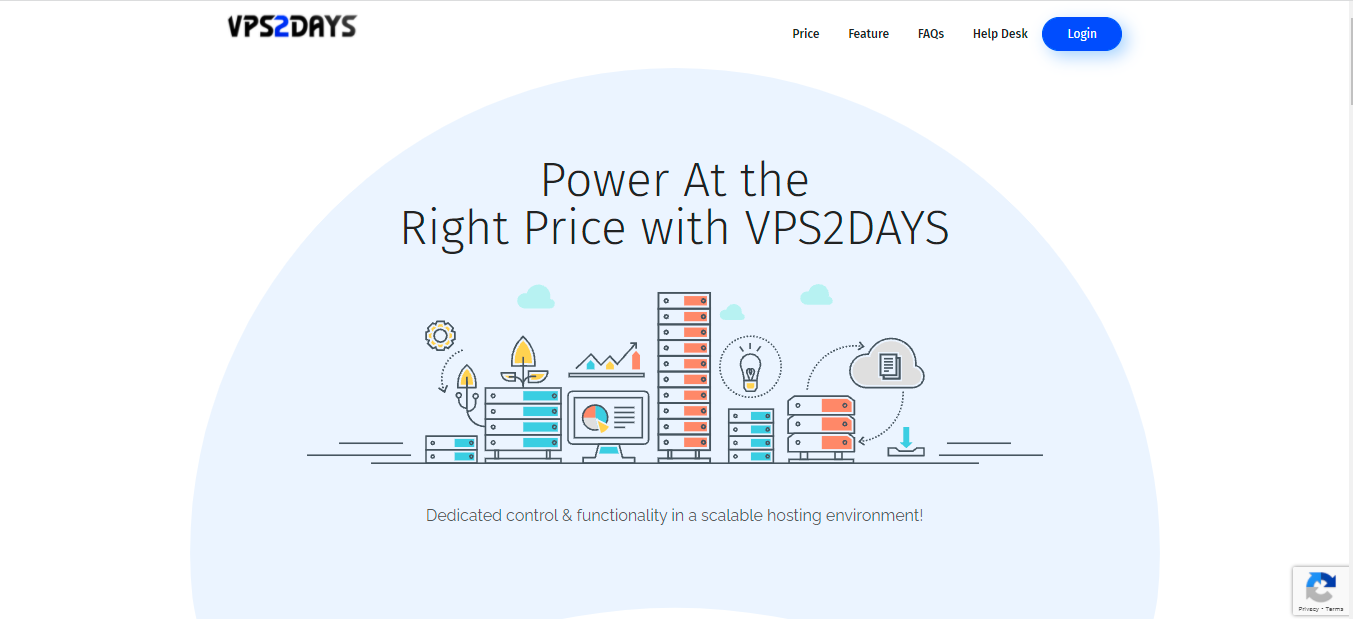 VPS2DAYS
Price
Feature
FAQs
Help Desk
Login
Power At the
Right Price with VPS2DAYS
Dedicated control & functionality in a scalable hosting environment!
Privacy • Terms